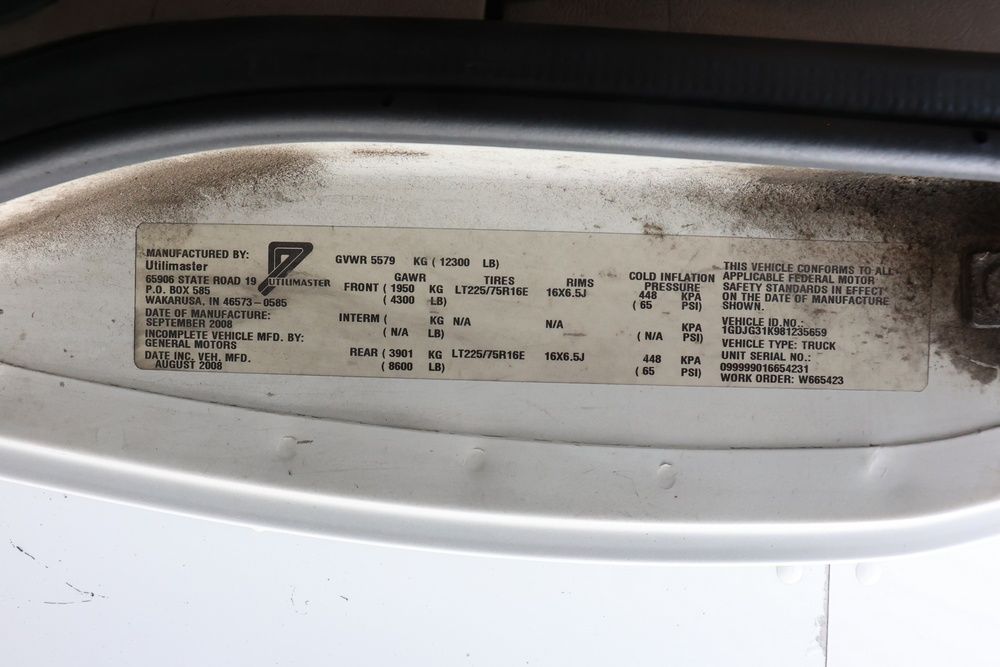 MANUFACTURED BY:
Utilimaster
65906 STATE ROAD 19
P.O. BOX 585
WAKARUSA, IN 46573-0585
DATE OF MANUFACTURE:
SEPTEMBER 2008
INCOMPLETE VEHICLE MFD. BY:
GENERAL MOTORS
DATE INC. VEH. MFD.
AUGUST 2008
UTILIMASTER
GVWR 5579 KG ( 12300 LB)
GAWR TIRES RIMS COLD INFLATION PRESSURE
FRONT ( 1950 KG LT225/75R16E 16X6.5J 448 KPA
( 4300 LB) ( 65 PSI)
INTERM ( KG N/A N/A KPA
( N/A LB) ( N/A PSI)
REAR ( 3901 KG LT225/75R16E 16X6.5J 448 KPA
( 8600 LB) ( 65 PSI)
THIS VEHICLE CONFORMS TO ALL
APPLICABLE FEDERAL MOTOR
SAFETY STANDARDS IN EFFECT
ON THE DATE OF MANUFACTURE
SHOWN.
VEHICLE ID.NO.:
1GDJG31K981235659
VEHICLE TYPE: TRUCK
UNIT SERIAL NO.:
099999016654231
WORK ORDER: W665423